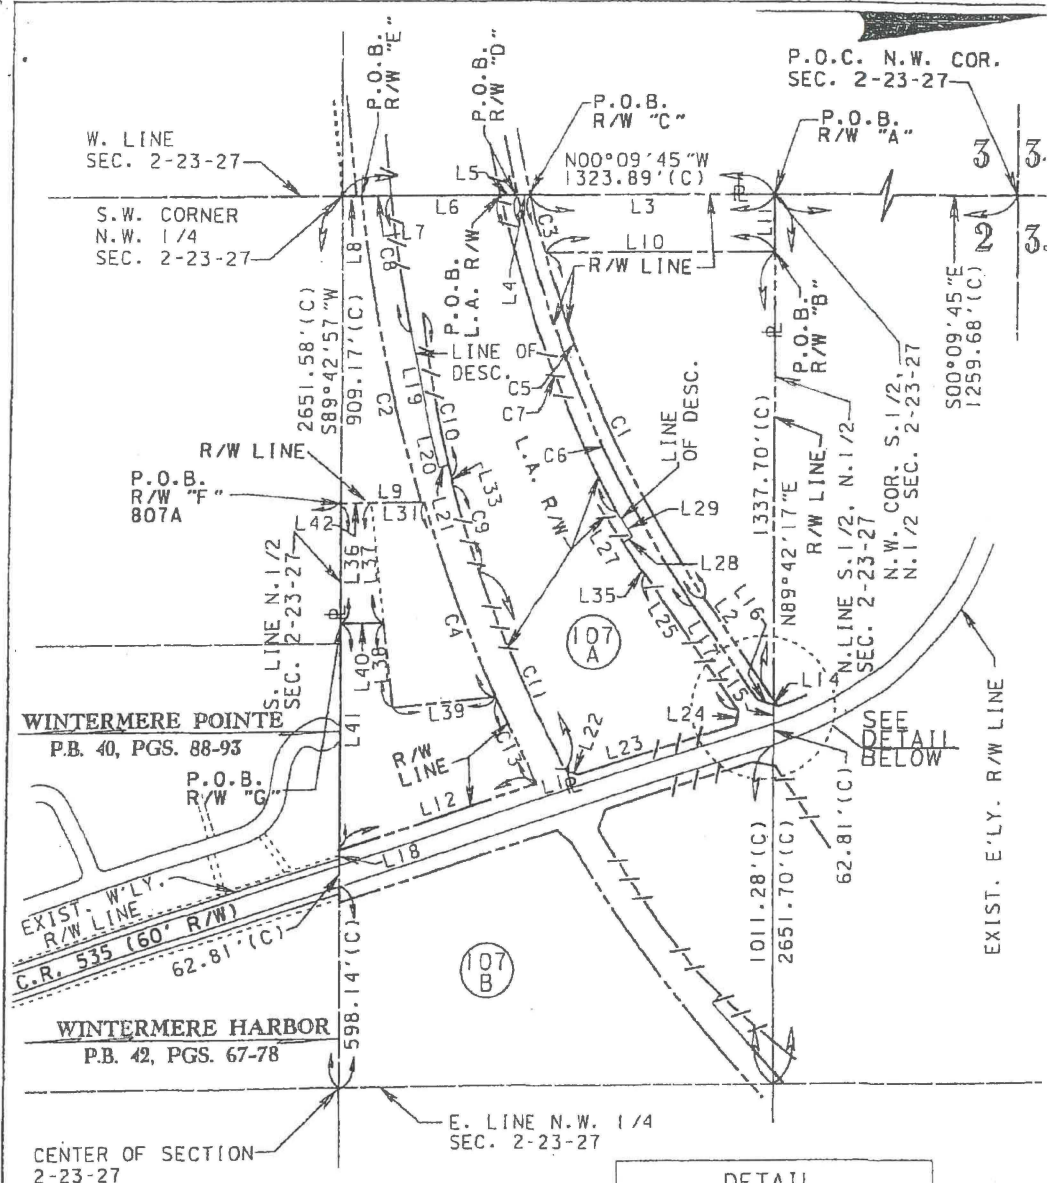 P.O.C. N.W. COR.
SEC. 2-23-27
P.O.B.
R/W "E"
P.O.B.
R/W "D"
P.O.B.
R/W "C"
P.O.B.
R/W "A"
W. LINE
SEC. 2-23-27
N00°09'45"W
1323.89'(C)
3
2
S.W. CORNER
N.W. 1/4
SEC. 2-23-27
L5
L6
L3
L7
L8
C8
L4
C3
L10
L11
P.O.B.
L.A. R/W
R/W LINE
P.O.B.
R/W "B"
S00°09'45"E
1259.68'(C)
2651.58'(C)
S89°42'57"W
909.17'(C)
LINE OF
DESC.
C5
C7
C1
C2
L19
C10
L20
C6
LINE
OF DESC.
N.W. COR. S.1/2,
N.1/2 SEC. 2-23-27
1337.70'(C)
N89°42'17"E
R/W LINE
N.LINE S.1/2, N.1/2
SEC. 2-23-27
R/W LINE
P.O.B.
R/W "F"
807A
L9
L31
L33
L21
C9
L.A. R/W
L29
L27
L28
L42
L36
L37
S. LINE N.1/2
SEC. 2-23-27
L35
L25
L2
L16
L17
L15
L14
C4
107
A
L40
L38
L39
C11
L24
L22
L23
SEE
DETAIL
BELOW
EXIST. E'LY. R/W LINE
WINTERMERE POINTE
P.B. 40, PGS. 88-93
L41
R/W
LINE
C13
L1
P.O.B.
R/W "G"
L12
L18
62.81'(C)
EXIST. W'LY.
R/W LINE
C.R. 535 (60' R/W)
62.81'(C)
1011.28'(C)
2651.70'(C)
107
B
WINTERMERE HARBOR
P.B. 42, PGS. 67-78
598.14'(C)
E. LINE N.W. 1/4
SEC. 2-23-27
CENTER OF SECTION
2-23-27
DETAIL